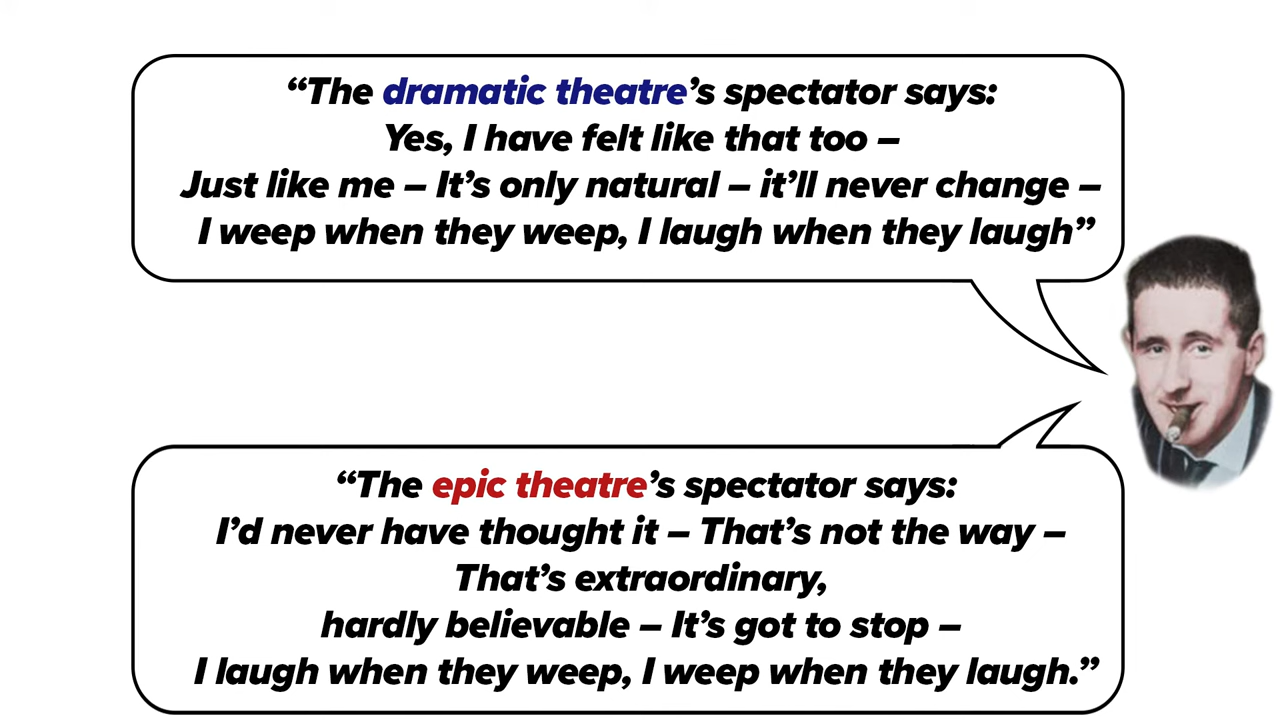 “The dramatic theatre’s spectator says:
Yes, I have felt like that too –
Just like me – It’s only natural – it’ll never change –
I weep when they weep, I laugh when they laugh”
“The epic theatre’s spectator says:
I’d never have thought it – That’s not the way –
That’s extraordinary,
hardly believable – It’s got to stop –
I laugh when they weep, I weep when they laugh.”